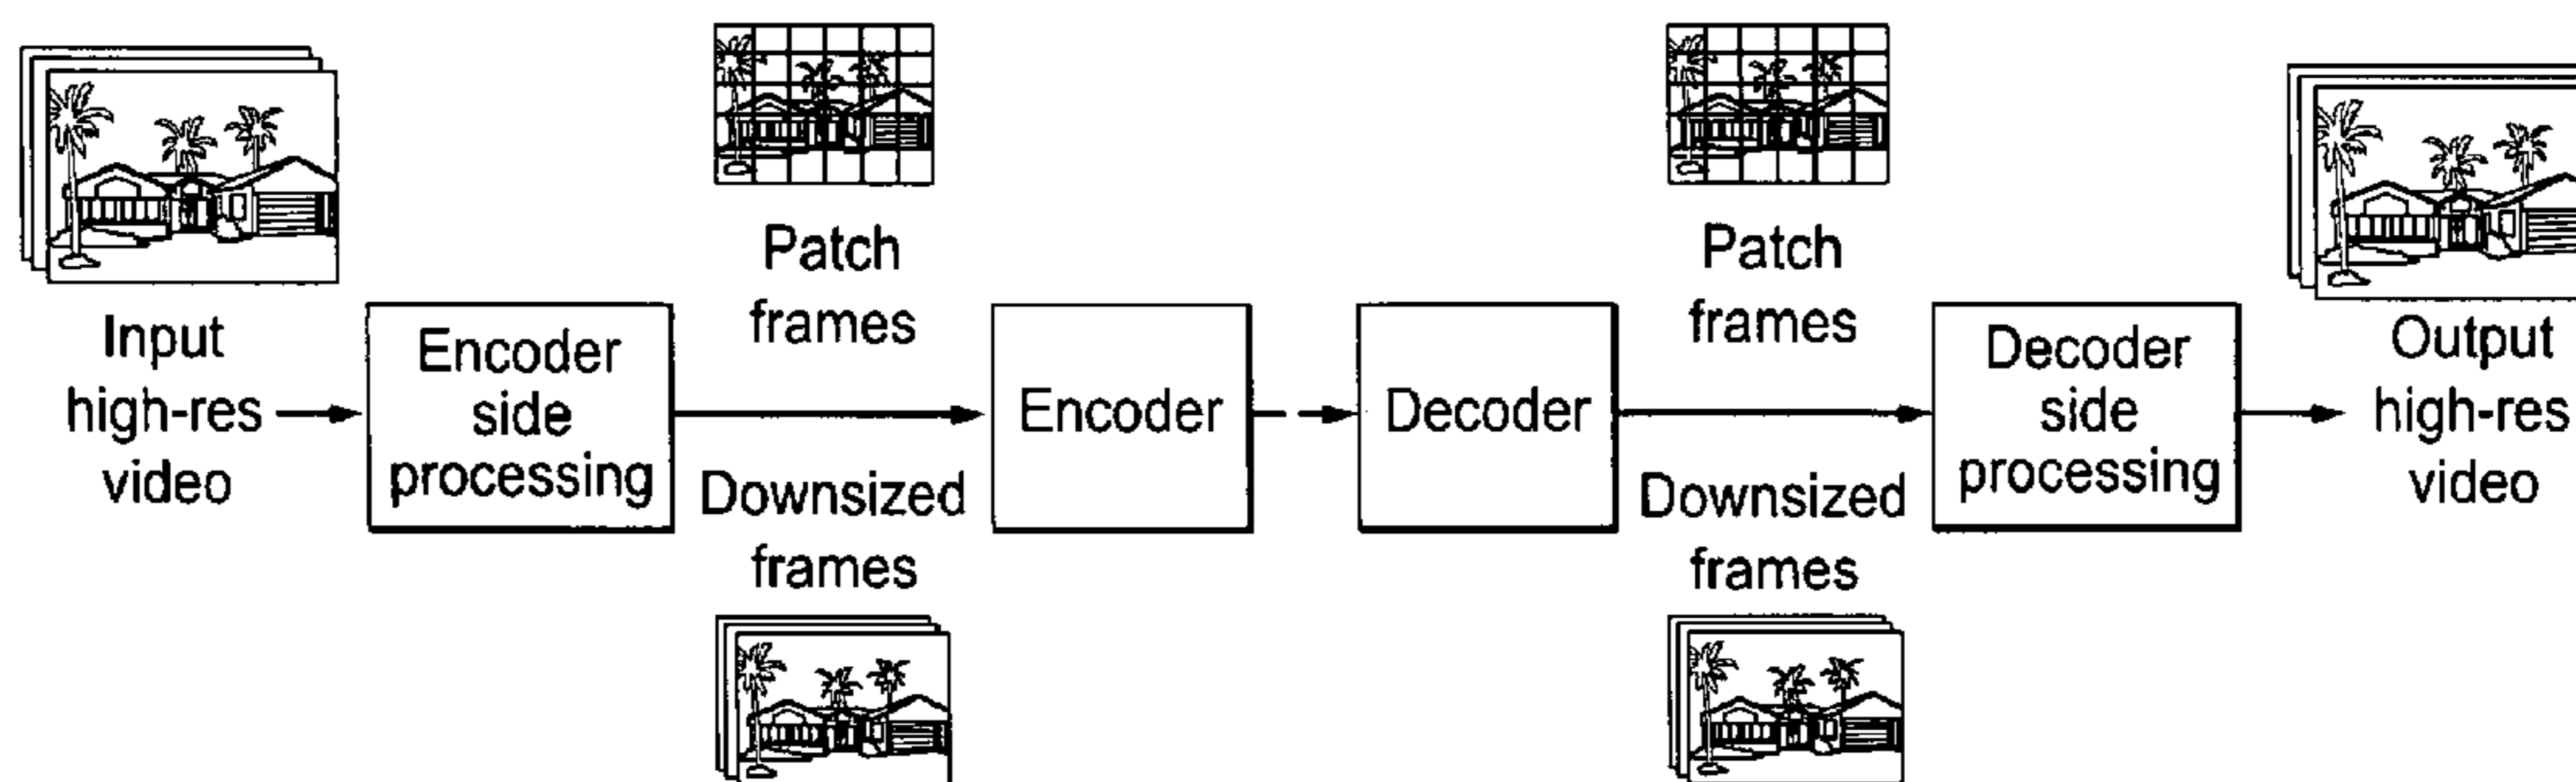 Input
high-res
video
Encoder
side
processing
Patch
frames
Downsized
frames
Encoder
Decoder
Patch
frames
Downsized
frames
Decoder
side
processing
Output
high-res
video